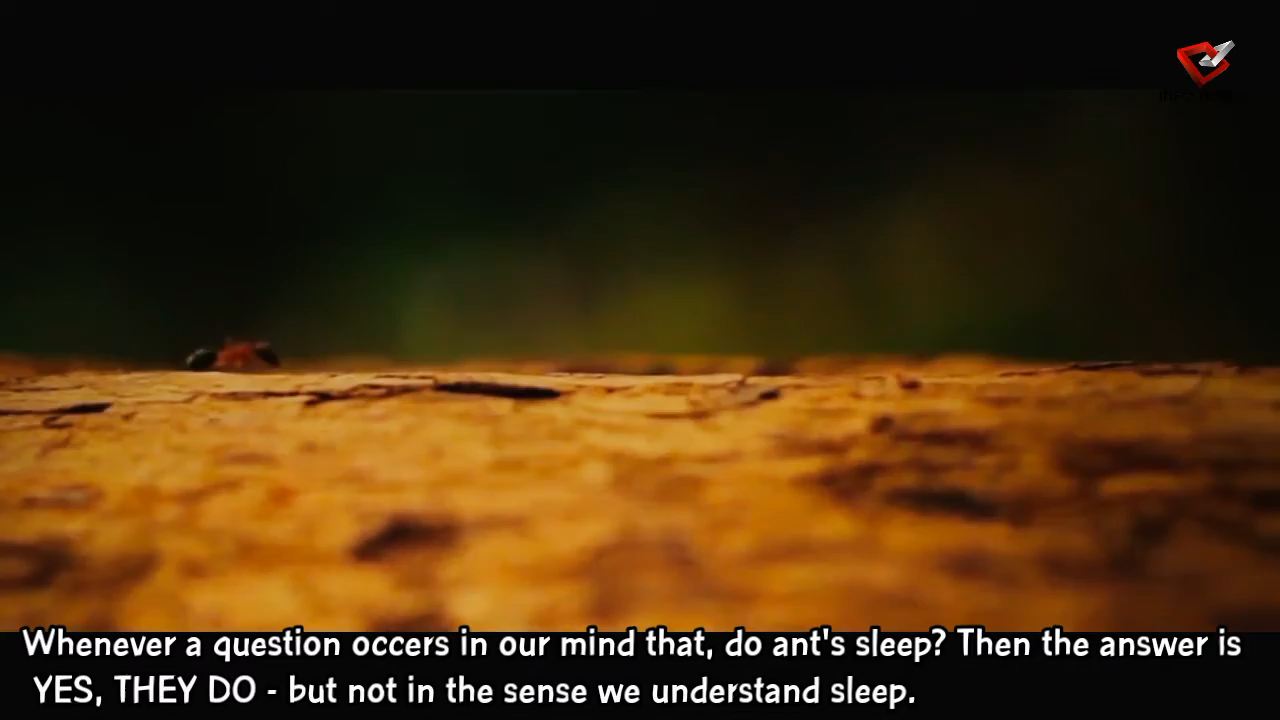 Whenever a question occers in our mind that, do ant's sleep? Then the answer is
YES, THEY DO - but not in the sense we understand sleep.